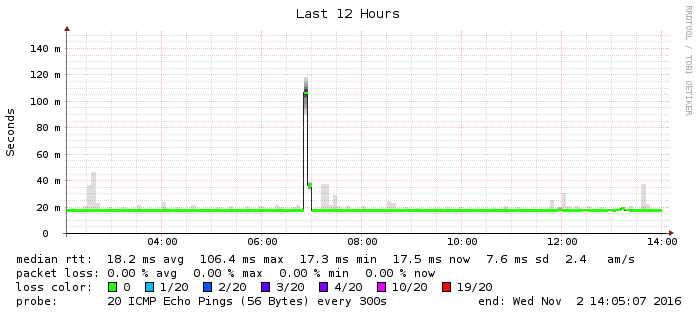 Last 12 Hours
RRDTOOL / TOBI OETIKER
Seconds
140 m
120 m
100 m
80 m
60 m
40 m
20 m
0
04:00 06:00 08:00 10:00 12:00 14:00
median rtt: 18.2 ms avg 106.4 ms max 17.3 ms min 17.5 ms now 7.6 ms sd 2.4 am/s
packet loss: 0.00 % avg 0.00 % max 0.00 % min 0.00 % now
loss color: 0 1/20 2/20 3/20 4/20 10/20 19/20
probe: 20 ICMP Echo Pings (56 Bytes) every 300s end: Wed Nov 2 14:05:07 2016